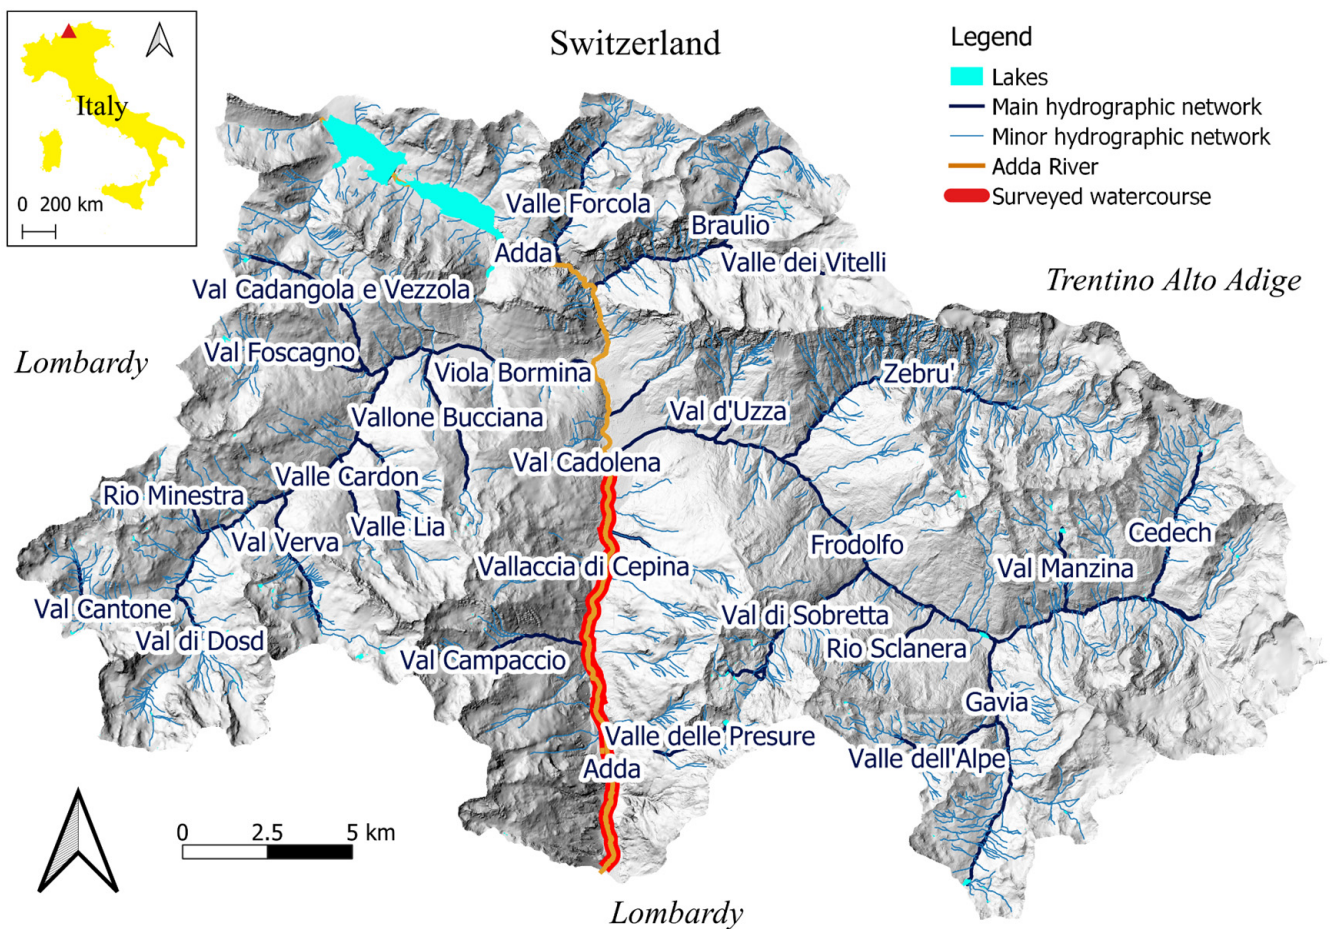 Switzerland
Italy
0 200 km
Legend
Lakes
Main hydrographic network
Minor hydrographic network
Adda River
Surveyed watercourse
Valle Forcola
Braulio
Adda
Valle dei Vitelli
Trentino Alto Adige
Val Cadangola e Vezzola
Lombardy
Val Foscagno
Viola Bormina
Zebru'
Vallone Bucciana
Val d'Uzza
Val Cadolena
Valle Cardon
Rio Minestra
Valle Lia
Val Verva
Cedech
Frodolfo
Vallaccia di Cepina
Val Manzina
Val Cantone
Val di Sobretta
Val di Dosd
Rio Sclanera
Val Campaccio
Gavia
Valle delle Presure
Valle dell'Alpe
Adda
0 2.5 5 km
Lombardy